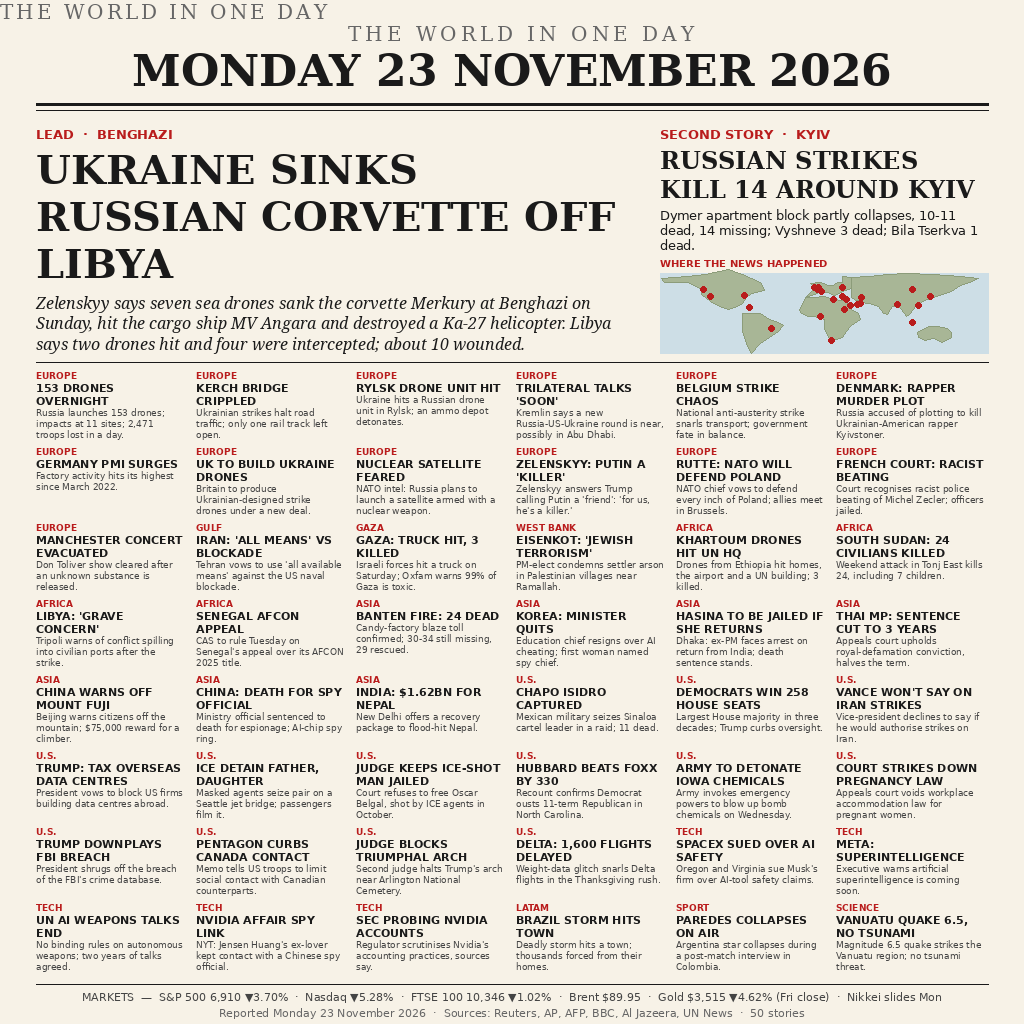 THE WORLD IN ONE DAY
THE WORLD IN ONE DAY
MONDAY 23 NOVEMBER 2026
LEAD · BENGHAZI
UKRAINE SINKS
RUSSIAN CORVETTE OFF
LIBYA
Zelenskyy says seven sea drones sank the corvette Merkury at Benghazi on
Sunday, hit the cargo ship MV Angara and destroyed a Ka-27 helicopter. Libya
says two drones hit and four were intercepted; about 10 wounded.
SECOND STORY · KYIV
RUSSIAN STRIKES
KILL 14 AROUND KYIV
Dymer apartment block partly collapses, 10-11
dead, 14 missing; Vyshneve 3 dead; Bila Tserkva 1
dead.
WHERE THE NEWS HAPPENED
EUROPE
153 DRONES
OVERNIGHT
Russia launches 153 drones;
impacts at 11 sites; 2,471
troops lost in a day.
EUROPE
KERCH BRIDGE
CRIPPLED
Ukrainian strikes halt road
traffic; only one rail track left
open.
EUROPE
RYLSK DRONE UNIT HIT
Ukraine hits a Russian drone
unit in Rylsk; an ammo depot
detonates.
EUROPE
TRILATERAL TALKS
'SOON'
Kremlin says a new
Russia-US-Ukraine round is near,
possibly in Abu Dhabi.
EUROPE
BELGIUM STRIKE
CHAOS
National anti-austerity strike
snarls transport; government
fate in balance.
EUROPE
DENMARK: RAPPER
MURDER PLOT
Russia accused of plotting to kill
Ukrainian-American rapper
Kyivstoner.
EUROPE
GERMANY PMI SURGES
Factory activity hits its highest
since March 2022.
EUROPE
UK TO BUILD UKRAINE
DRONES
Britain to produce
Ukrainian-designed strike
drones under a new deal.
EUROPE
NUCLEAR SATELLITE
FEARED
NATO intel: Russia plans to
launch a satellite armed with a
nuclear weapon.
EUROPE
ZELENSKYY: PUTIN A
'KILLER'
Zelenskyy answers Trump
calling Putin a 'friend': 'for us,
he's a killer.'
EUROPE
RUTTE: NATO WILL
DEFEND POLAND
NATO chief vows to defend
every inch of Poland; allies meet
in Brussels.
EUROPE
FRENCH COURT: RACIST
BEATING
Court recognises racist police
beating of Michel Zecler; officers
jailed.
EUROPE
MANCHESTER CONCERT
EVACUATED
Don Toliver show cleared after
an unknown substance is
released.
GULF
IRAN: 'ALL MEANS' VS
BLOCKADE
Tehran vows to use 'all available
means' against the US naval
blockade.
GAZA
GAZA: TRUCK HIT, 3
KILLED
Israeli forces hit a truck on
Saturday; Oxfam warns 99% of
Gaza is toxic.
WEST BANK
EISENKOT: 'JEWISH
TERRORISM'
PM-elect condemns settler arson
in Palestinian villages near
Ramallah.
AFRICA
KHARTOUM DRONES
HIT UN HQ
Drones from Ethiopia hit homes,
the airport and a UN building; 3
killed.
AFRICA
SOUTH SUDAN: 24
CIVILIANS KILLED
Weekend attack in Tonj East kills
24, including 7 children.
AFRICA
LIBYA: 'GRAVE
CONCERN'
Tripoli warns of conflict spilling
into civilian ports after the
strike.
AFRICA
SENEGAL AFCON
APPEAL
CAS to rule Tuesday on
Senegal's appeal over its AFCON
2025 title.
ASIA
BANTEN FIRE: 24 DEAD
Candy-factory blaze toll
confirmed; 30-34 still missing,
29 rescued.
ASIA
KOREA: MINISTER
QUITS
Education chief resigns over AI
cheating; first woman named
spy chief.
ASIA
HASINA TO BE JAILED IF
SHE RETURNS
Dhaka: ex-PM faces arrest on
return from India; death
sentence stands.
ASIA
THAI MP: SENTENCE
CUT TO 3 YEARS
Appeals court upholds
royal-defamation conviction,
halves the term.
ASIA
CHINA WARNS OFF
MOUNT FUJI
Beijing warns citizens off the
mountain; $75,000 reward for a
climber.
ASIA
CHINA: DEATH FOR SPY
OFFICIAL
Ministry official sentenced to
death for espionage; AI-chip spy
ring.
ASIA
INDIA: $1.62BN FOR
NEPAL
New Delhi offers a recovery
package to flood-hit Nepal.
U.S.
CHAPO ISIDRO
CAPTURED
Mexican military seizes Sinaloa
cartel leader in a raid; 11 dead.
U.S.
DEMOCRATS WIN 258
HOUSE SEATS
Largest House majority in three
decades; Trump curbs oversight.
U.S.
VANCE WON'T SAY ON
IRAN STRIKES
Vice-president declines to say if
he would authorise strikes on
Iran.
U.S.
TRUMP: TAX OVERSEAS
DATA CENTRES
President vows to block US firms
building data centres abroad.
U.S.
ICE DETAIN FATHER,
DAUGHTER
Masked agents seize pair on a
Seattle jet bridge; passengers
film it.
U.S.
JUDGE KEEPS ICE-SHOT
MAN JAILED
Court refuses to free Oscar
Belgal, shot by ICE agents in
October.
U.S.
HUBBARD BEATS FOXX
BY 330
Recount confirms Democrat
ousts 11-term Republican in
North Carolina.
U.S.
ARMY TO DETONATE
IOWA CHEMICALS
Army invokes emergency
powers to blow up bomb
chemicals on Wednesday.
U.S.
COURT STRIKES DOWN
PREGNANCY LAW
Appeals court voids workplace
accommodation law for
pregnant women.
U.S.
TRUMP DOWNPLAYS
FBI BREACH
President shrugs off the breach
of the FBI's crime database.
U.S.
PENTAGON CURBS
CANADA CONTACT
Memo tells US troops to limit
social contact with Canadian
counterparts.
U.S.
JUDGE BLOCKS
TRIUMPHAL ARCH
Second judge halts Trump's arch
near Arlington National
Cemetery.
U.S.
DELTA: 1,600 FLIGHTS
DELAYED
Weight-data glitch snarls Delta
flights in the Thanksgiving rush.
TECH
SPACEX SUED OVER AI
SAFETY
Oregon and Virginia sue Musk's
firm over AI-tool safety claims.
TECH
META:
SUPERINTELLIGENCE
Executive warns artificial
superintelligence is coming
soon.
TECH
UN AI WEAPONS TALKS
END
No binding rules on autonomous
weapons; two years of talks
agreed.
TECH
NVIDIA AFFAIR SPY
LINK
NYT: Jensen Huang's ex-lover
kept contact with a Chinese spy
official.
TECH
SEC PROBING NVIDIA
ACCOUNTS
Regulator scrutinises Nvidia's
accounting practices, sources
say.
LATAM
BRAZIL STORM HITS
TOWN
Deadly storm hits a town;
thousands forced from their
homes.
SPORT
PAREDES COLLAPSES
ON AIR
Argentina star collapses during
a post-match interview in
Colombia.
SCIENCE
VANUATU QUAKE 6.5,
NO TSUNAMI
Magnitude 6.5 quake strikes the
Vanuatu region; no tsunami
threat.
MARKETS — S&P 500 6,910 ▼3.70% · Nasdaq ▼5.28% · FTSE 100 10,346 ▼1.02% · Brent $89.95 · Gold $3,515 ▼4.62% (Fri close) · Nikkei slides Mon
Reported Monday 23 November 2026 · Sources: Reuters, AP, AFP, BBC, Al Jazeera, UN News · 50 stories